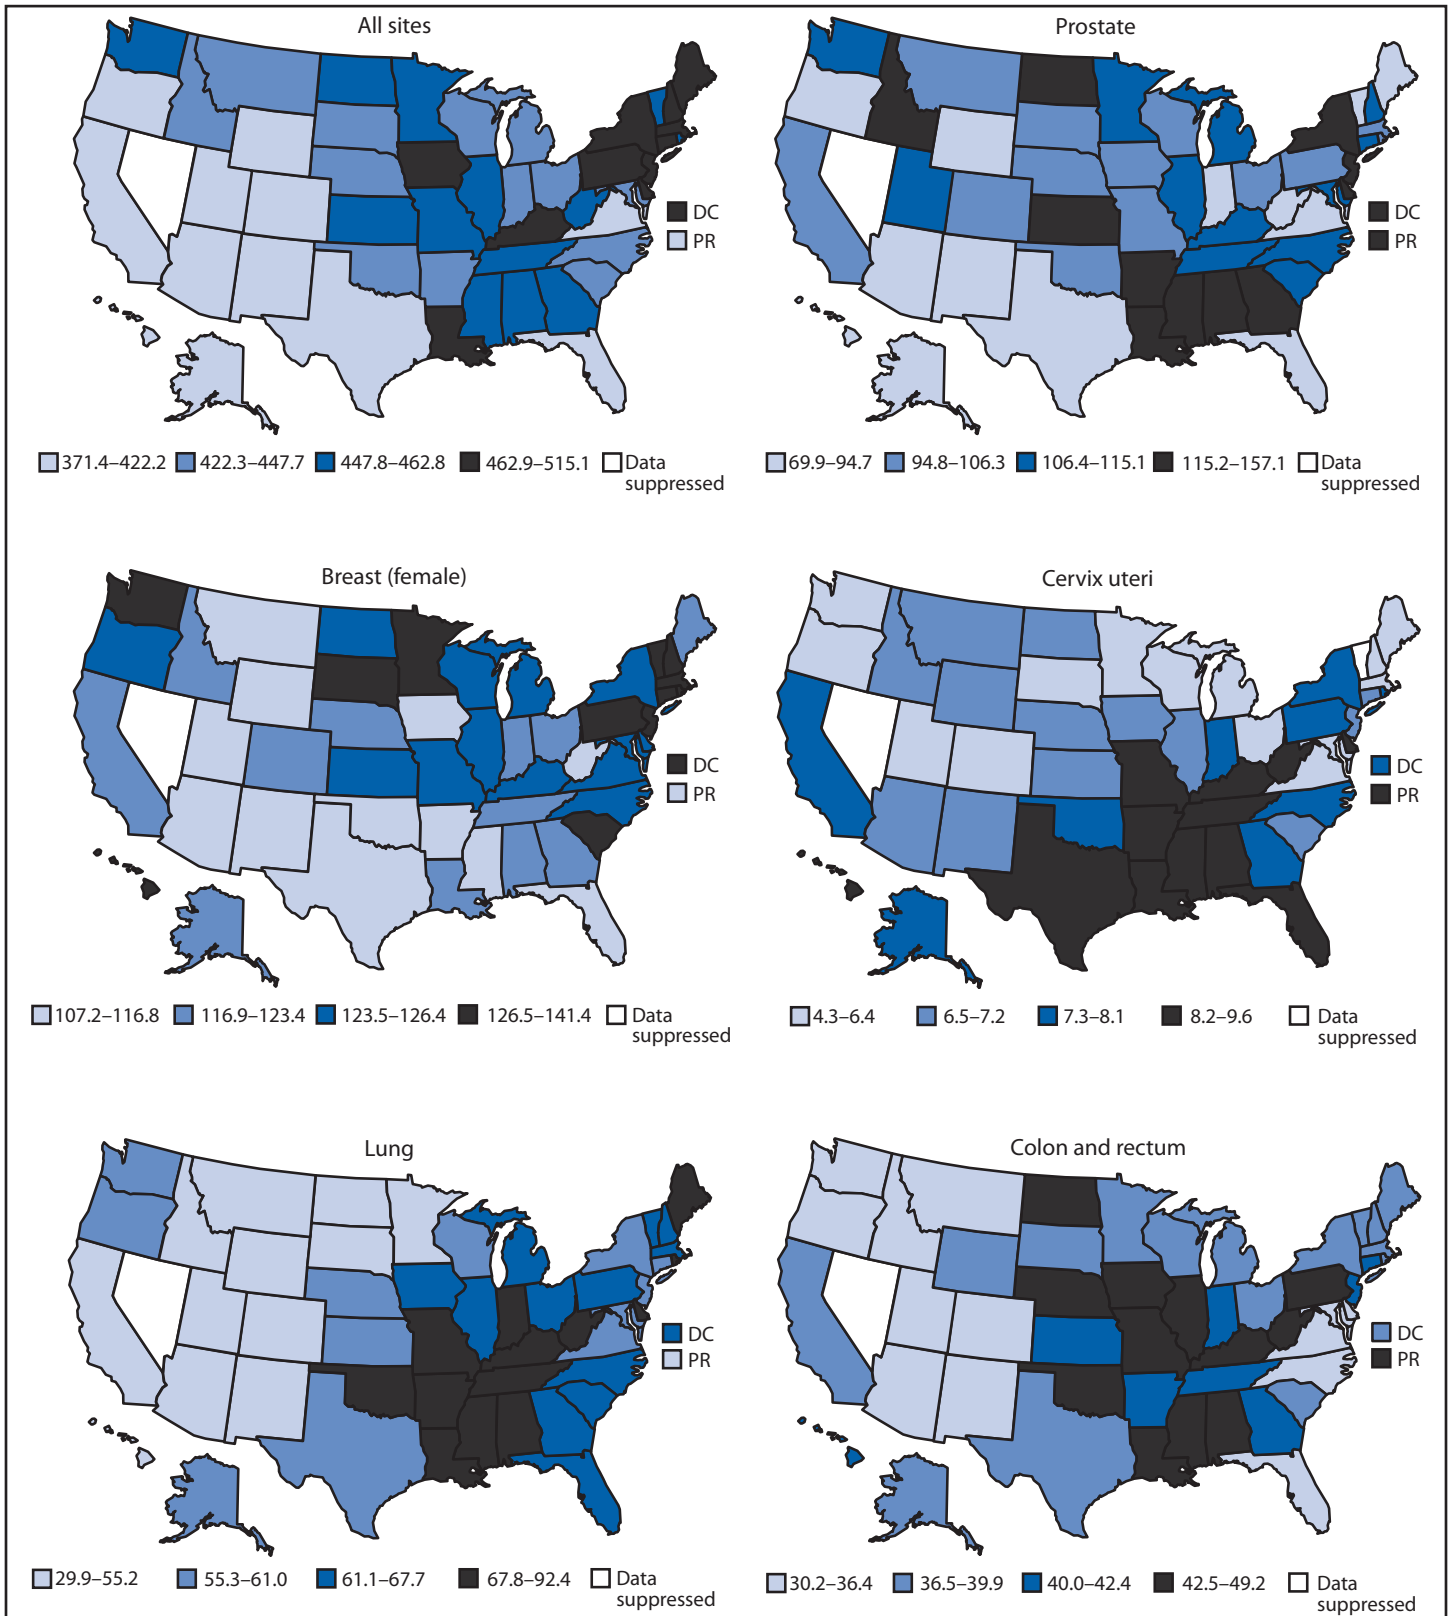 All sites
DC
PR
371.4–422.2 422.3–447.7 447.8–462.8 462.9–515.1 Data
suppressed
Prostate
DC
PR
69.9–94.7 94.8–106.3 106.4–115.1 115.2–157.1 Data
suppressed
Breast (female)
DC
PR
107.2–116.8 116.9–123.4 123.5–126.4 126.5–141.4 Data
suppressed
Cervix uteri
DC
PR
4.3–6.4 6.5–7.2 7.3–8.1 8.2–9.6 Data
suppressed
Lung
DC
PR
29.9–55.2 55.3–61.0 61.1–67.7 67.8–92.4 Data
suppressed
Colon and rectum
DC
PR
30.2–36.4 36.5–39.9 40.0–42.4 42.5–49.2 Data
suppressed